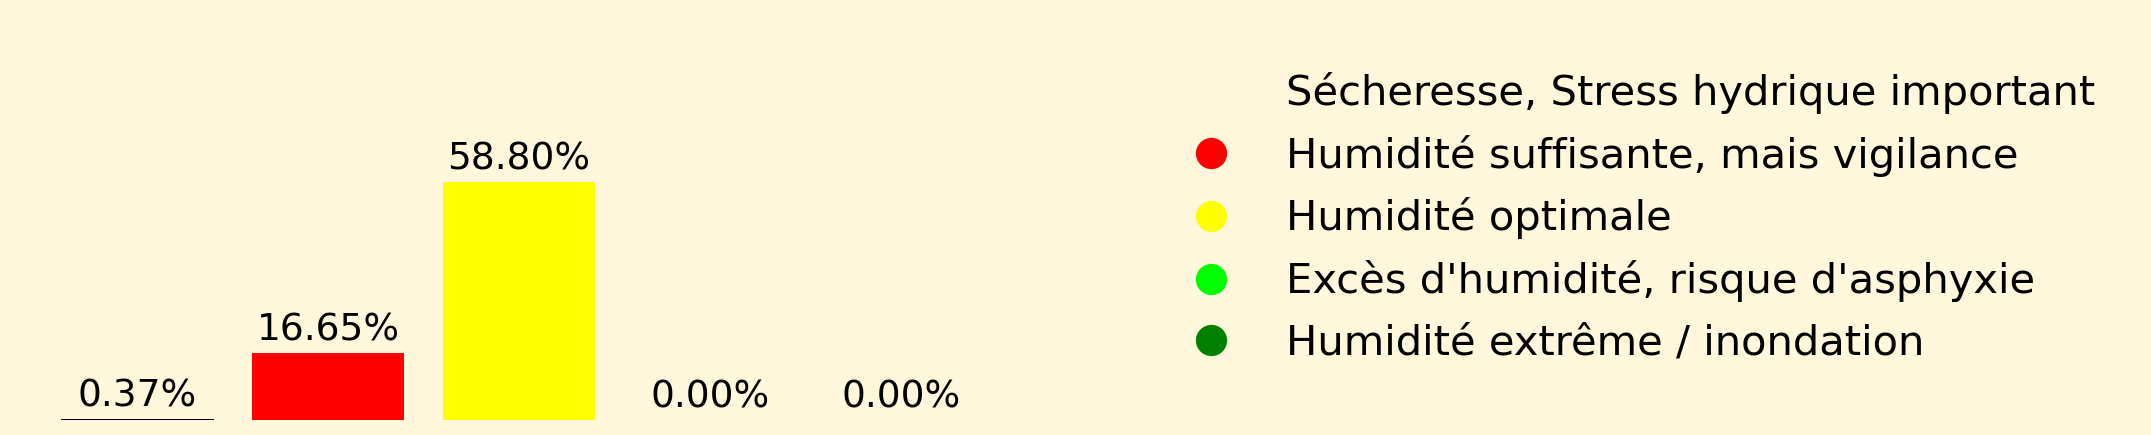 0.37%
16.65%
58.80%
0.00%
0.00%
Sécheresse, Stress hydrique important
Humidité suffisante, mais vigilance
Humidité optimale
Excès d'humidité, risque d'asphyxie
Humidité extrême / inondation